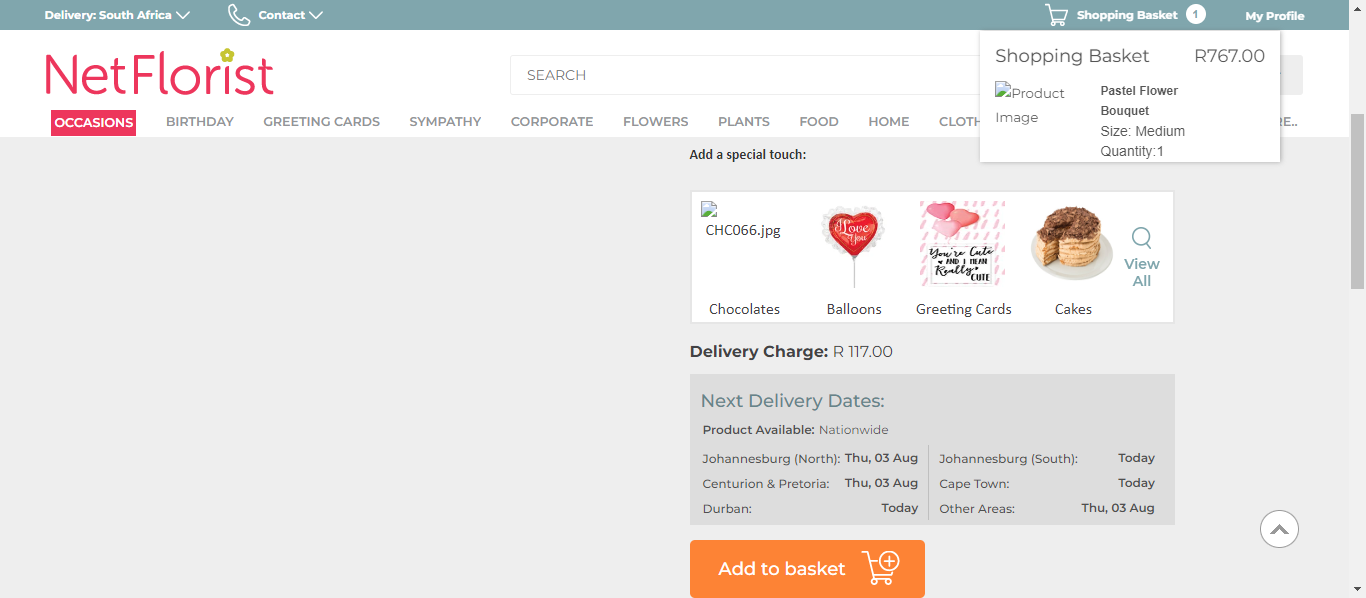 Delivery: South Africa
Contact
Shopping Basket 1
My Profile
NetFlorist
SEARCH
Shopping Basket R767.00
Product Image
Pastel Flower
Bouquet
Size: Medium
Quantity:1
OCCASIONS BIRTHDAY GREETING CARDS SYMPATHY CORPORATE FLOWERS PLANTS FOOD HOME CLOTH RE..
Add a special touch:
CHC066.jpg
I Love
You
You're Cute
AND I MEAN
Really
CUTE
View
All
Chocolates Balloons Greeting Cards Cakes
Delivery Charge: R 117.00
Next Delivery Dates:
Product Available: Nationwide
Johannesburg (North): Thu, 03 Aug Johannesburg (South): Today
Centurion & Pretoria: Thu, 03 Aug Cape Town: Today
Durban: Today Other Areas: Thu, 03 Aug
Add to basket